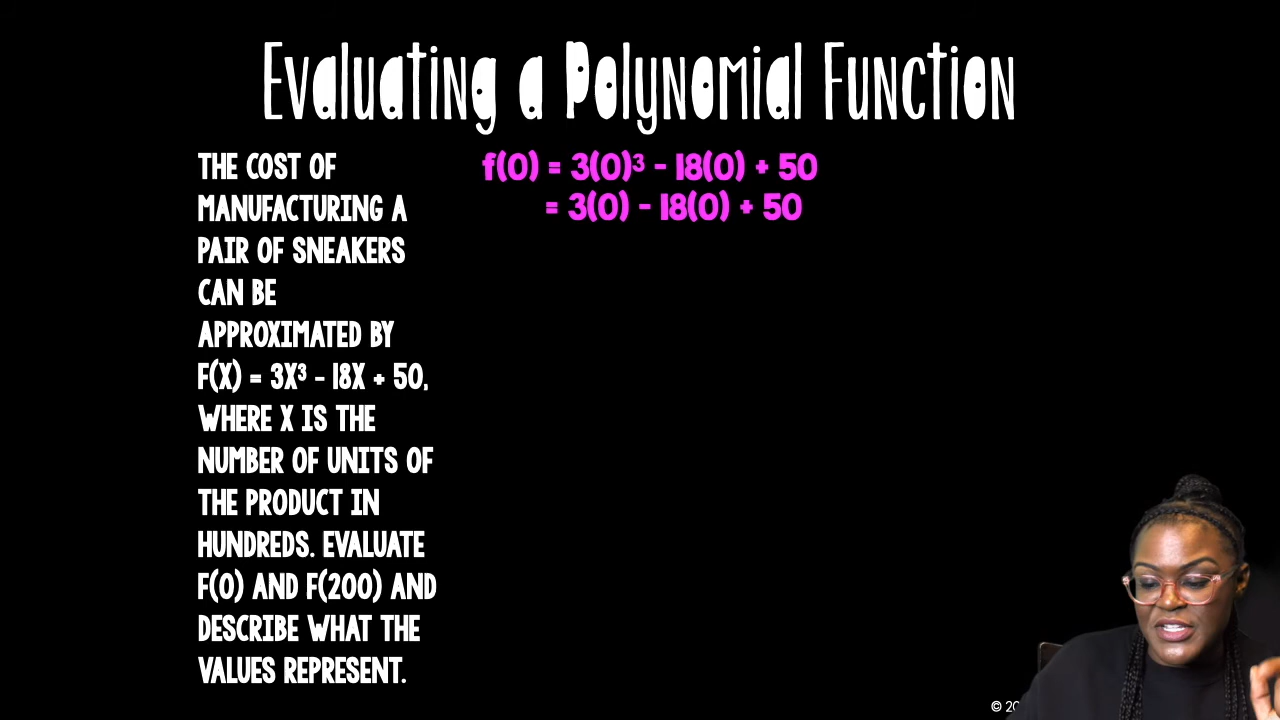 Evaluating a Polynomial Function
THE COST OF
MANUFACTURING A
PAIR OF SNEAKERS
CAN BE
APPROXIMATED BY
F(X) = 3X³ - 18X + 50,
WHERE X IS THE
NUMBER OF UNITS OF
THE PRODUCT IN
HUNDREDS. EVALUATE
F(0) AND F(200) AND
DESCRIBE WHAT THE
VALUES REPRESENT.
f(0) = 3(0)³ - 18(0) + 50
= 3(0) - 18(0) + 50
©